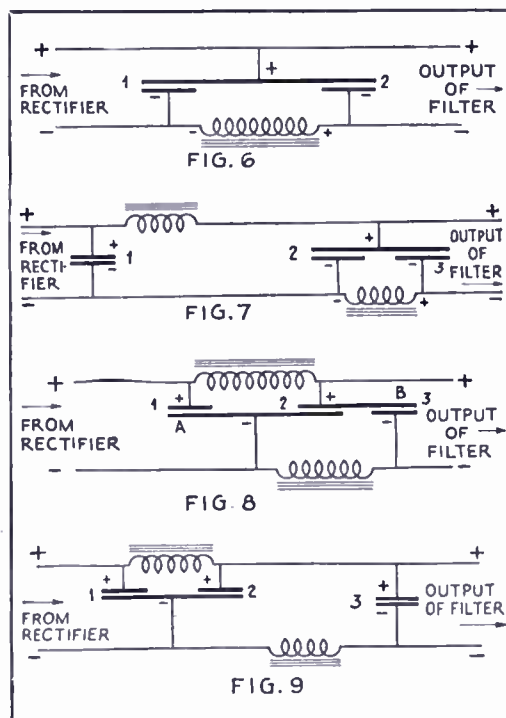 + +
FROM RECTIFIER 1 + 2 OUTPUT OF FILTER
- -
- - - +
FIG. 6
+ +
FROM RECTI- FIER + 1 - + 2 3 OUTPUT OF FILTER
- - - +
- -
FIG. 7
+ +
+ 1 + 2 B 3
FROM RECTIFIER A - - OUTPUT OF FILTER
- -
FIG. 8
+ +
+ 1 + 2
FROM RECTIFIER - 3 + - OUTPUT OF FILTER
- -
FIG. 9